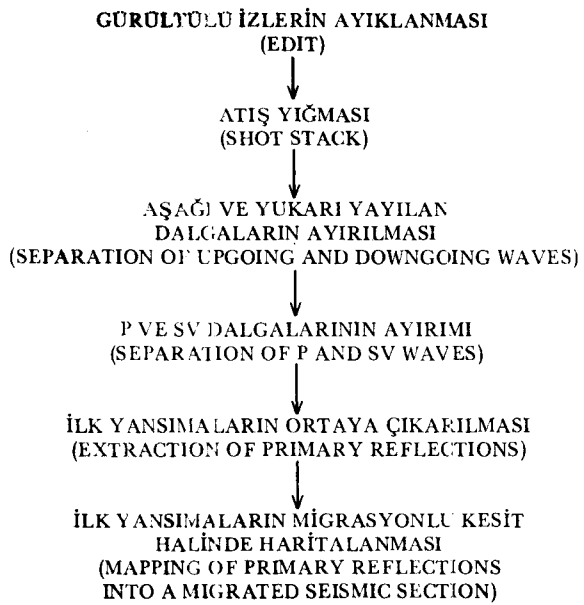 GÜRÜLTÜLÜ İZLERİN AYIKLANMASI
(EDIT)
ATIŞ YIĞMASI
(SHOT STACK)
AŞAĞI VE YUKARI YAYILAN
DALGALARIN AYIRILMASI
(SEPARATION OF UPGOING AND DOWNGOING WAVES)
P VE SV DALGALARININ AYIRIMI
(SEPARATION OF P AND SV WAVES)
İLK YANSIMALARIN ORTAYA ÇIKARILMASI
(EXTRACTION OF PRIMARY REFLECTIONS)
İLK YANSIMALARIN MİGRASYONLU KESİT
HALİNDE HARİTALANMASI
(MAPPING OF PRIMARY REFLECTIONS
INTO A MIGRATED SEISMIC SECTION)